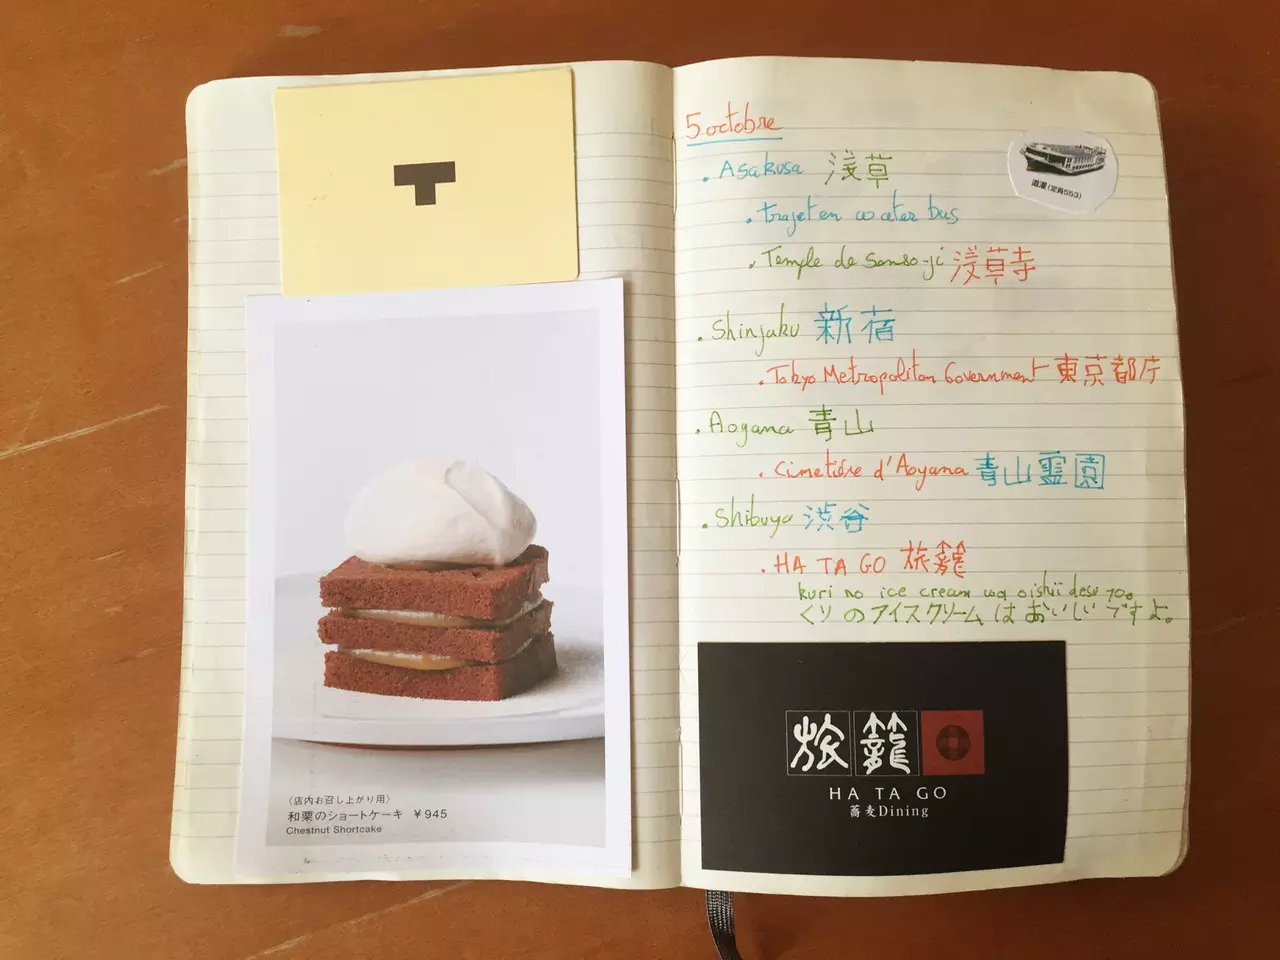 T
(店内お召し上がり用)
和栗のショートケーキ ￥945
Chestnut Shortcake
5 octobre
. Asakusa 浅草
道灌(定員553)
. trajet en water bus
. Temple de Senso-ji 浅草寺
. Shinjuku 新宿
. Tokyo Metropolitan Government 東京都庁
. Aoyama 青山
. Cimetière d'Aoyama 青山霊園
. Shibuya 渋谷
. HA TA GO 旅籠
kuri no ice cream wa oishii desu yo。
くりのアイスクリームはおいしいですよ。
旅籠
HA TA GO
蕎麦Dining